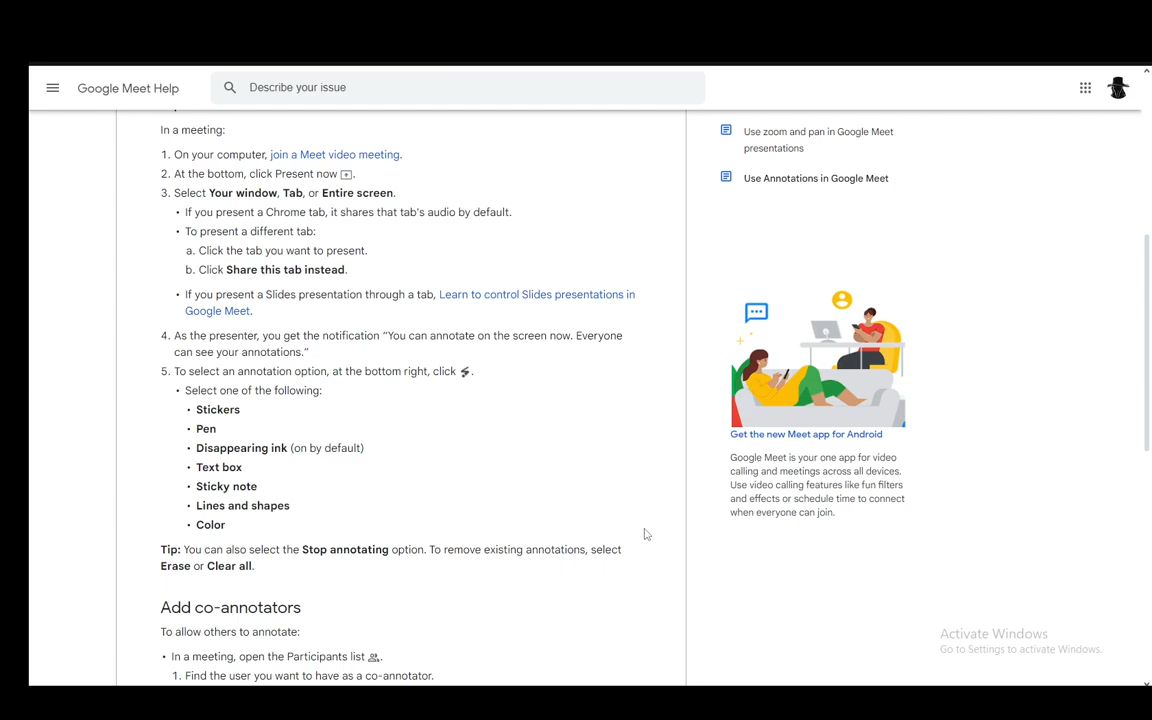 Google Meet Help
Describe your issue
In a meeting:
1. On your computer, join a Meet video meeting.
2. At the bottom, click Present now.
3. Select Your window, Tab, or Entire screen.
• If you present a Chrome tab, it shares that tab's audio by default.
• To present a different tab:
a. Click the tab you want to present.
b. Click Share this tab instead.
• If you present a Slides presentation through a tab, Learn to control Slides presentations in
Google Meet.
4. As the presenter, you get the notification “You can annotate on the screen now. Everyone
can see your annotations.”
5. To select an annotation option, at the bottom right, click .
• Select one of the following:
• Stickers
• Pen
• Disappearing ink (on by default)
• Text box
• Sticky note
• Lines and shapes
• Color
Tip: You can also select the Stop annotating option. To remove existing annotations, select
Erase or Clear all.
Add co-annotators
To allow others to annotate:
• In a meeting, open the Participants list .
1. Find the user you want to have as a co-annotator.
Use zoom and pan in Google Meet
presentations
Use Annotations in Google Meet
Get the new Meet app for Android
Google Meet is your one app for video
calling and meetings across all devices.
Use video calling features like fun filters
and effects or schedule time to connect
when everyone can join.
Activate Windows
Go to Settings to activate Windows.